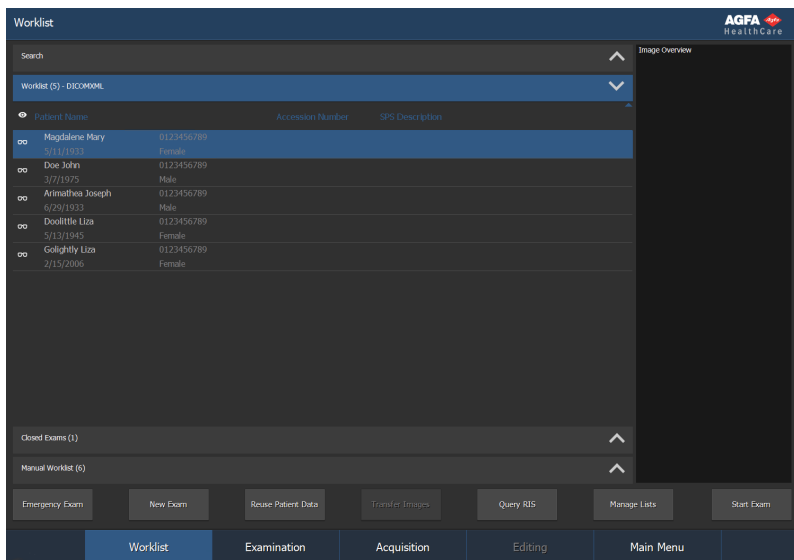 Worklist
AGFA
HealthCare
Search
Image Overview
Worklist (5) - DICOMXML
Patient Name Accession Number SPS Description
Magdalene Mary 0123456789
5/11/1933 Female
Doe John 0123456789
3/7/1975 Male
Arimathea Joseph 0123456789
6/29/1933 Male
Doolittle Liza 0123456789
5/13/1945 Female
Golightly Liza 0123456789
2/15/2006 Female
Closed Exams (1)
Manual Worklist (6)
Emergency Exam New Exam Reuse Patient Data Transfer Images Query RIS Manage Lists Start Exam
Worklist Examination Acquisition Editing Main Menu